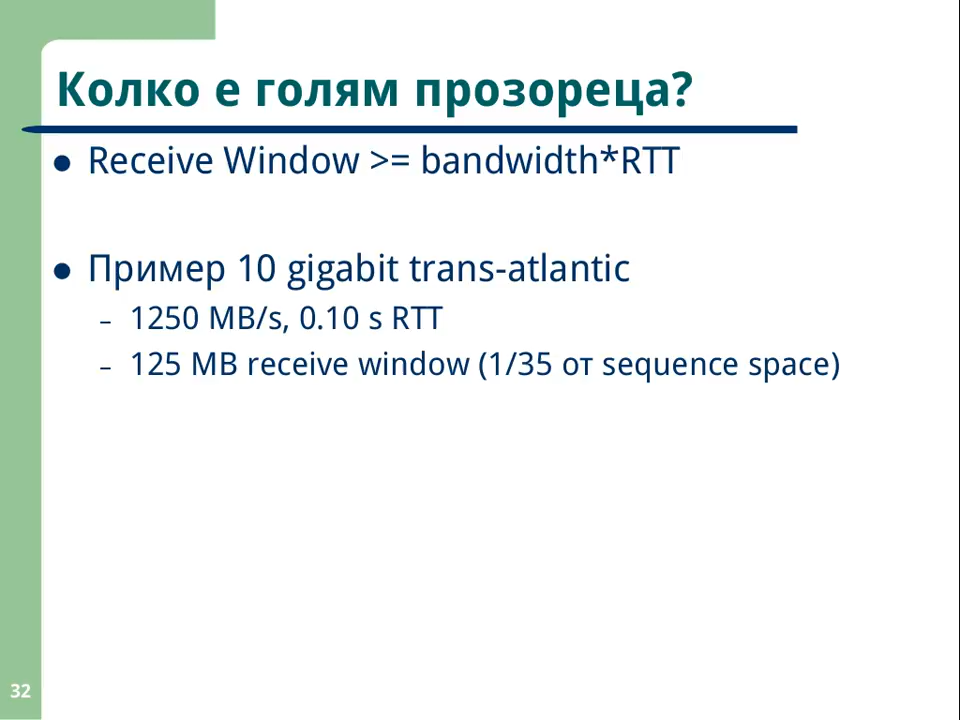 Колко е голям прозореца?
● Receive Window >= bandwidth*RTT
● Пример 10 gigabit trans-atlantic
– 1250 MB/s, 0.10 s RTT
– 125 MB receive window (1/35 от sequence space)
32